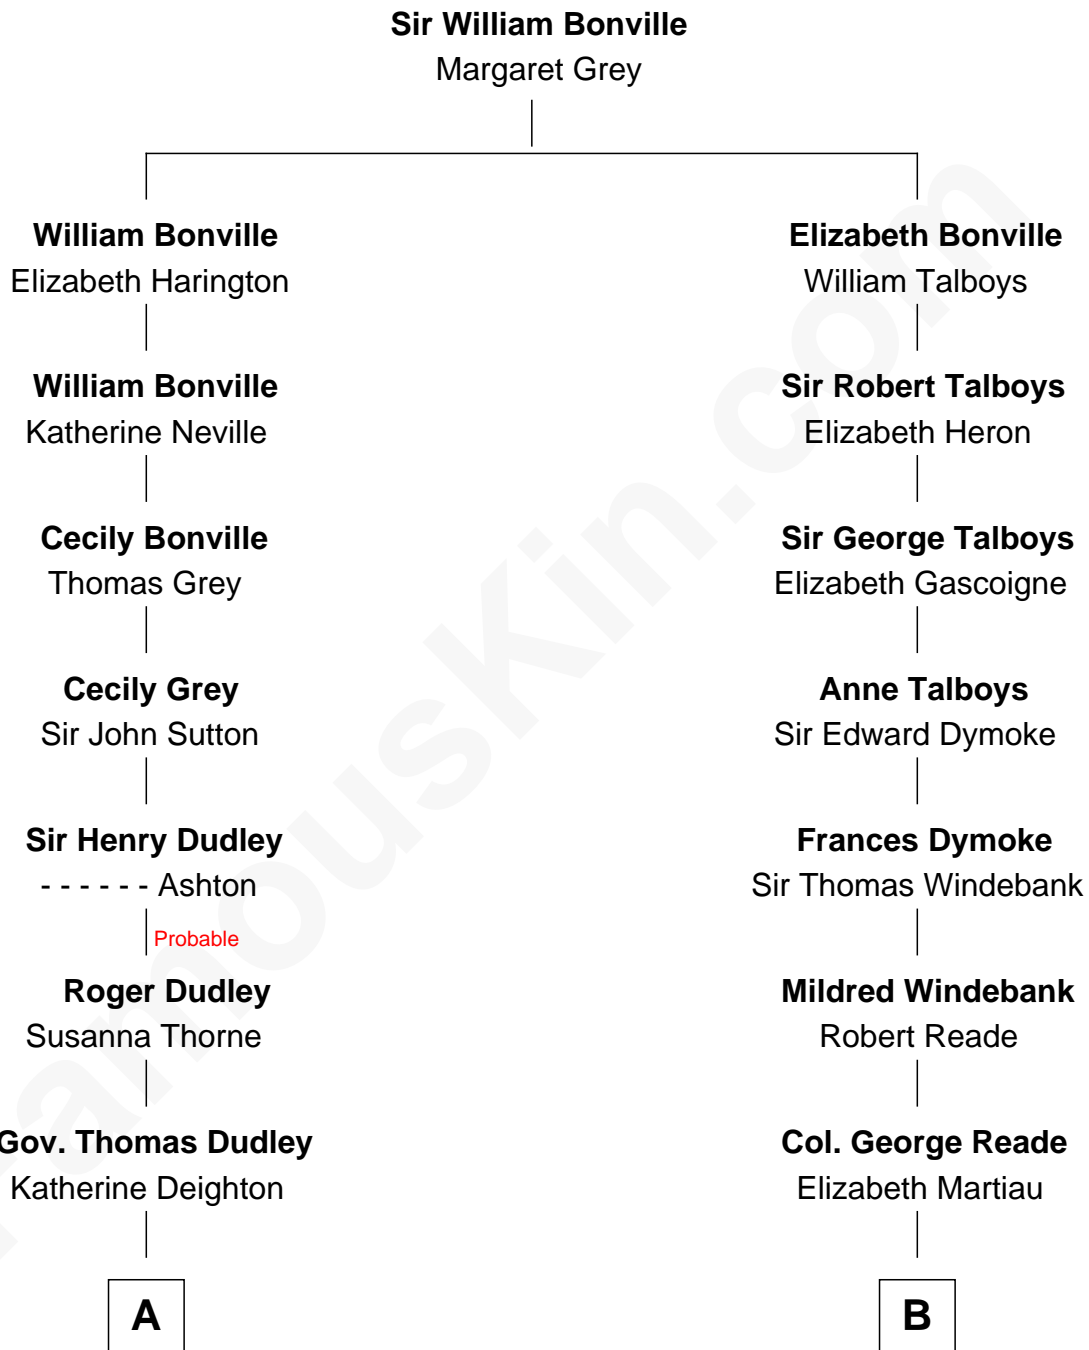 Sir William Bonville
Margaret Grey
William Bonville
Elizabeth Harington
Elizabeth Bonville
William Talboys
William Bonville
Katherine Neville
Sir Robert Talboys
Elizabeth Heron
Cecily Bonville
Thomas Grey
Sir George Talboys
Elizabeth Gascoigne
Cecily Grey
Sir John Sutton
Anne Talboys
Sir Edward Dymoke
Sir Henry Dudley
- - - - - - Ashton
Probable
Frances Dymoke
Sir Thomas Windebank
Roger Dudley
Susanna Thorne
Mildred Windebank
Robert Reade
Gov. Thomas Dudley
Katherine Deighton
Col. George Reade
Elizabeth Martiau
A
B
FamousKin.com